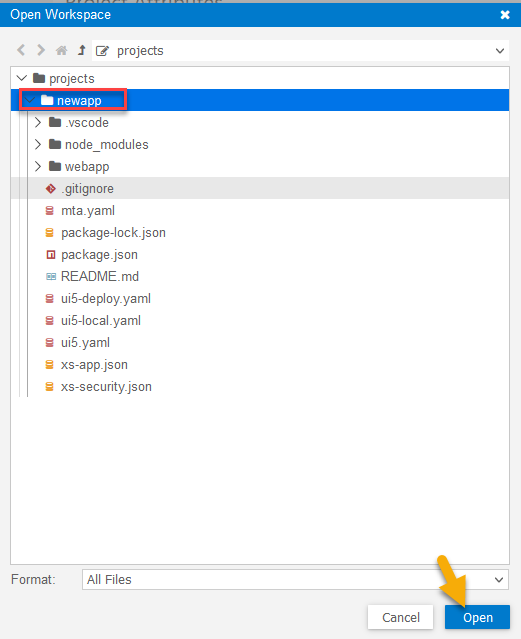 Open Workspace
projects
projects
newapp
.vscode
node_modules
webapp
.gitignore
mta.yaml
package-lock.json
package.json
README.md
ui5-deploy.yaml
ui5-local.yaml
ui5.yaml
xs-app.json
xs-security.json
Format: All Files
Cancel Open